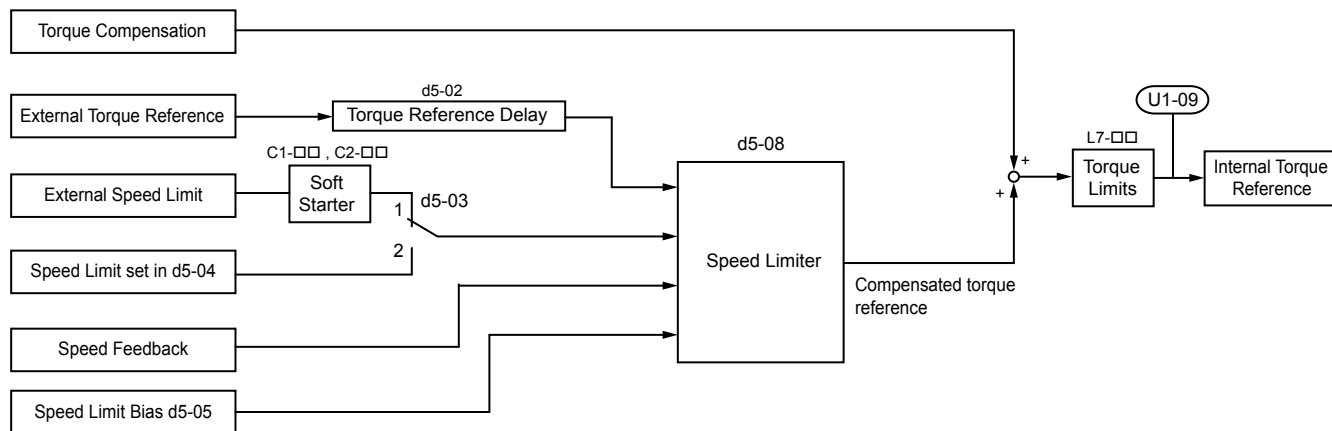 Torque Compensation
External Torque Reference
d5-02
Torque Reference Delay
C1-□□ , C2-□□
External Speed Limit
Soft
Starter
d5-03
1
2
Speed Limit set in d5-04
Speed Feedback
Speed Limit Bias d5-05
d5-08
Speed Limiter
Compensated torque
reference
+
+
L7-□□
Torque
Limits
U1-09
Internal Torque
Reference